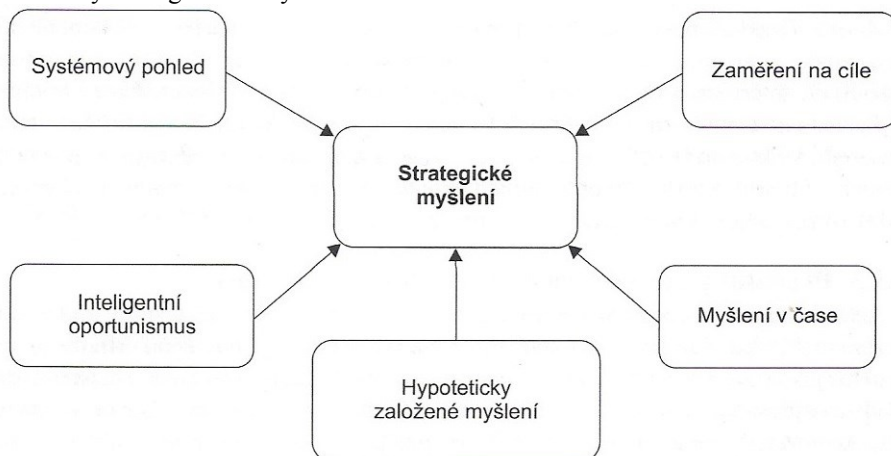 Systémový pohled
Zaměření na cíle
Strategické
myšlení
Inteligentní
oportunismus
Myšlení v čase
Hypoteticky
založené myšlení